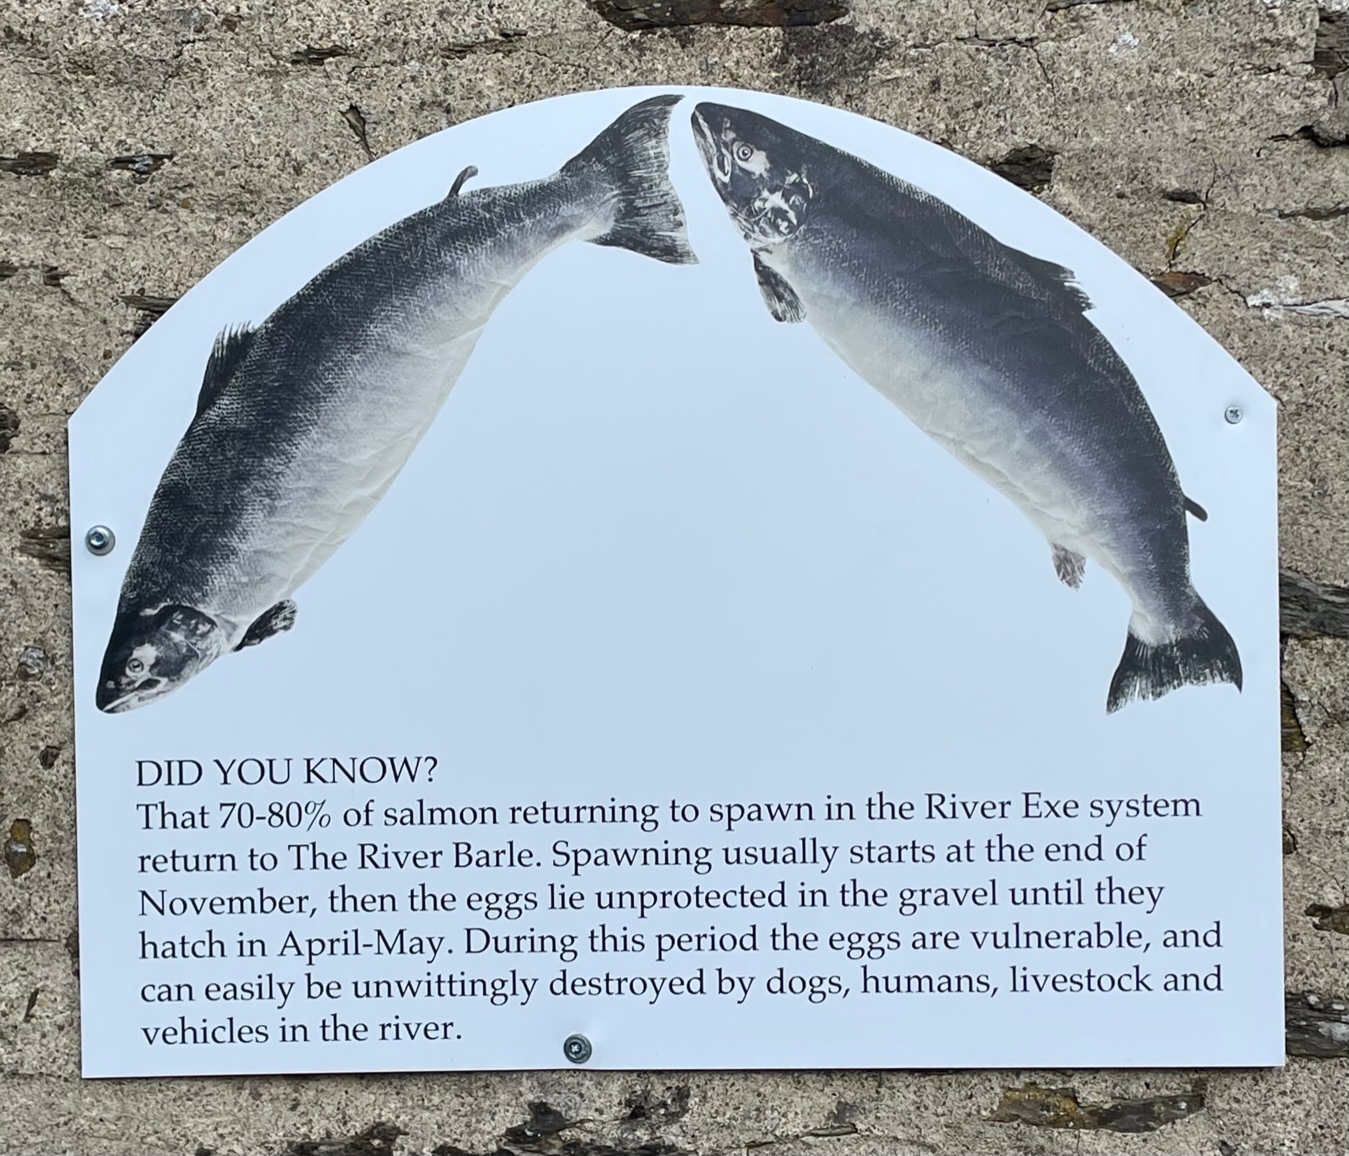 DID YOU KNOW?
That 70-80% of salmon returning to spawn in the River Exe system
return to The River Barle. Spawning usually starts at the end of
November, then the eggs lie unprotected in the gravel until they
hatch in April-May. During this period the eggs are vulnerable, and
can easily be unwittingly destroyed by dogs, humans, livestock and
vehicles in the river.